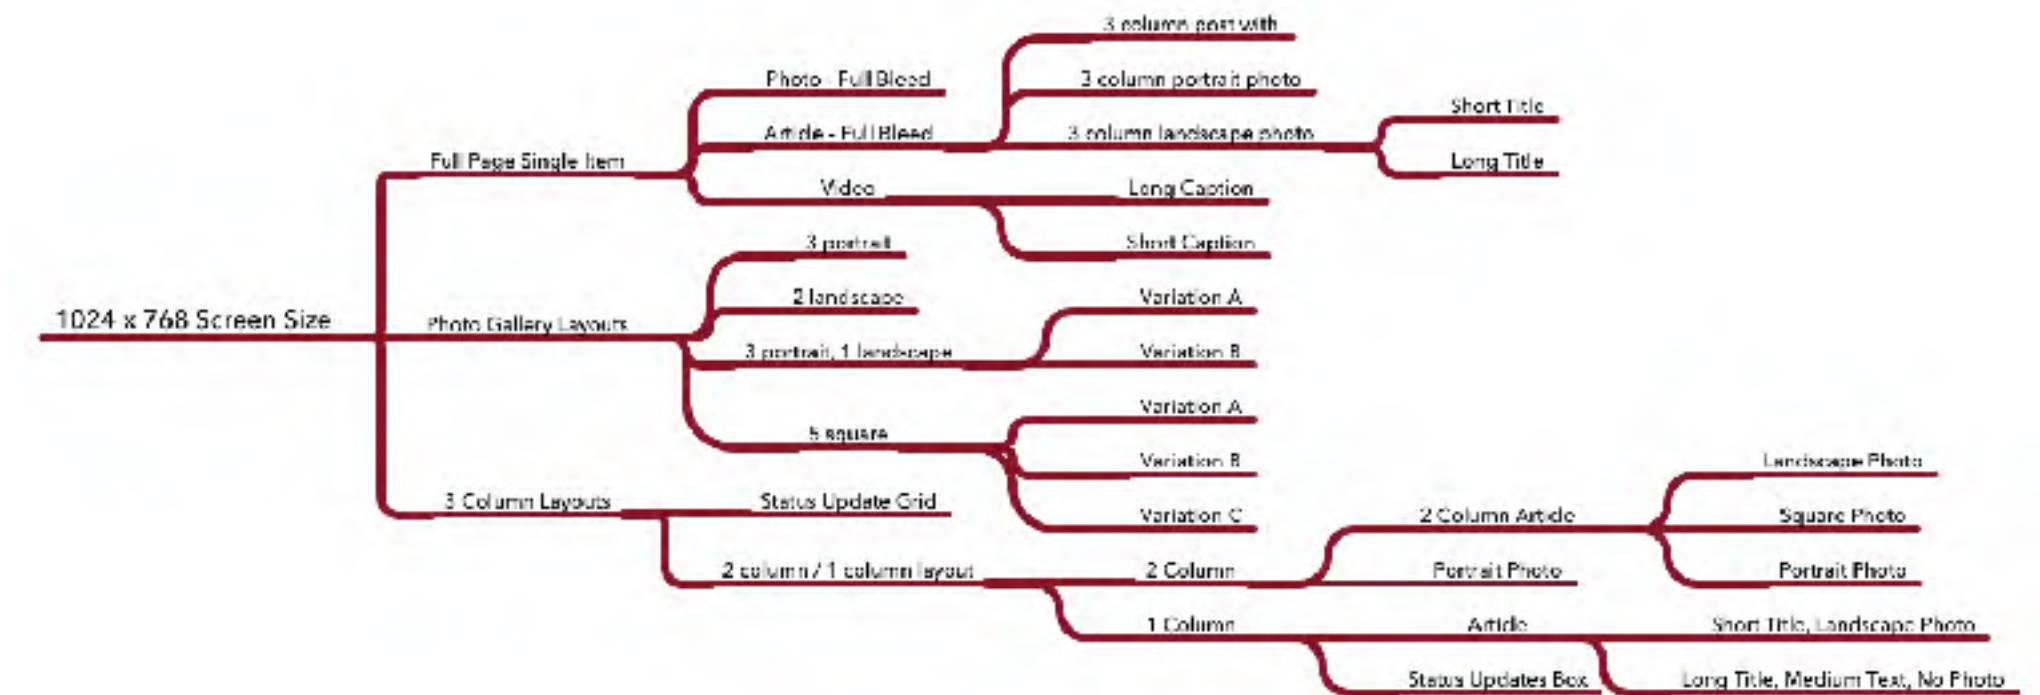 3 column post with
Photo - Full Bleed
3 column portrait photo
Short Title
Article - Full Bleed
3 column landscape photo
Full Page Single Item
Long Title
Video
Long Caption
3 portrait
Short Caption
2 landscape
Variation A
1024 x 768 Screen Size
Photo Gallery Layouts
3 portrait, 1 landscape
Variation B
Variation A
5 square
Variation B
Landscape Photo
3 Column Layouts
Status Update Grid
Variation C
2 Column Article
Square Photo
2 column / 1 column layout
2 Column
Portrait Photo
Portrait Photo
1 Column
Article
Short Title, Landscape Photo
Status Updates Box
Long Title, Medium Text, No Photo